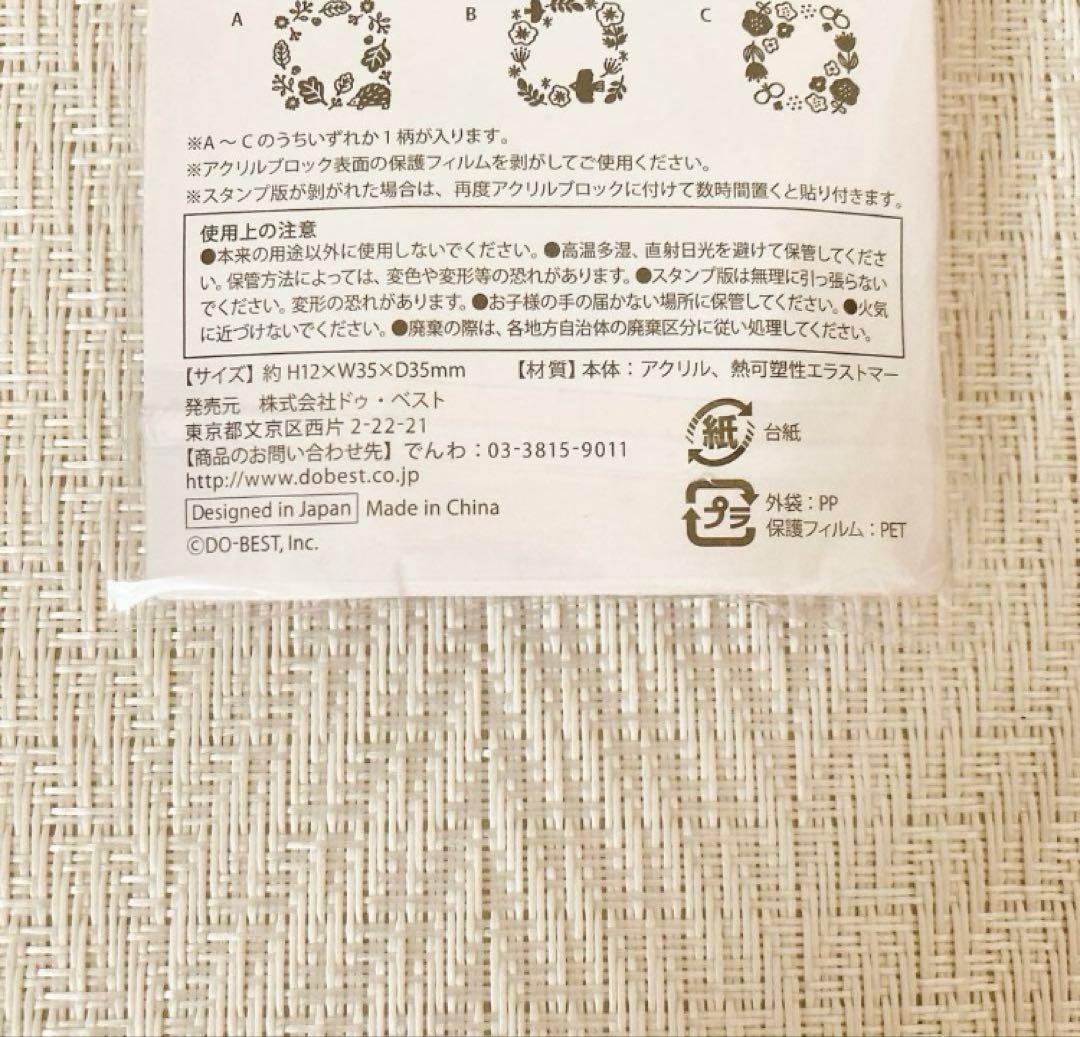 A B C
※A～Cのうちいずれか1柄が入ります。
※アクリルブロック表面の保護フィルムを剥がしてご使用ください。
※スタンプ版が剥がれた場合は、再度アクリルブロックに付けて数時間置くと貼り付きます。
使用上の注意
●本来の用途以外に使用しないでください。●高温多湿、直射日光を避けて保管してくださ
い。保管方法によっては、変色や変形等の恐れがあります。●スタンプ版は無理に引っ張らない
でください。変形の恐れがあります。●お子様の手の届かない場所に保管してください。●火気
に近づけないでください。●廃棄の際は、各地方自治体の廃棄区分に従い処理してください。
【サイズ】約 H12×W35×D35mm 【材質】本体：アクリル、熱可塑性エラストマー
発売元 株式会社ドゥ・ベスト
東京都文京区西片 2-22-21
【商品のお問い合わせ先】でんわ：03-3815-9011
http://www.dobest.co.jp
Designed in Japan Made in China
©DO-BEST, Inc.
紙 台紙
プラ 外袋：PP
保護フィルム：PET